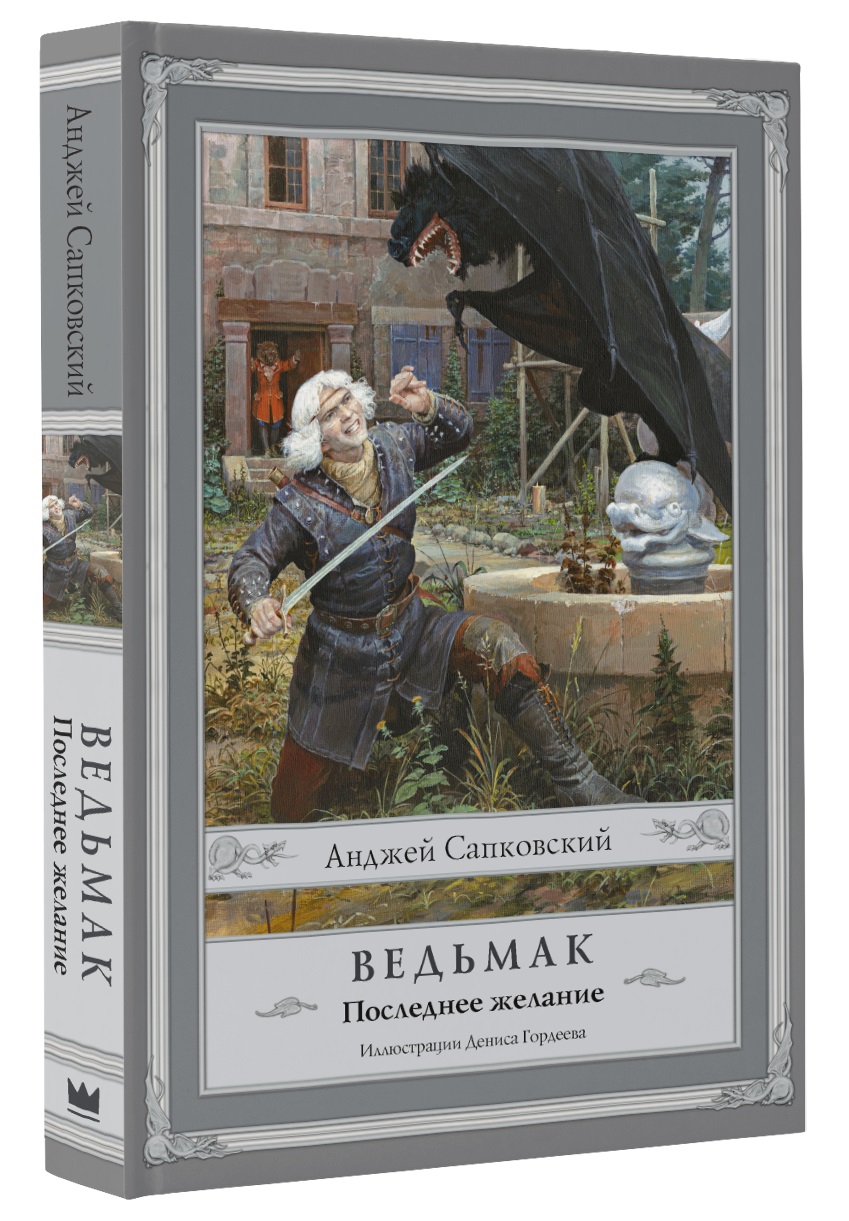 Анджей Сапковский
ВЕДЬМАК
Последнее желание
Анджей Сапковский
ВЕДЬМАК
Последнее желание
Иллюстрации Дениса Гордеева